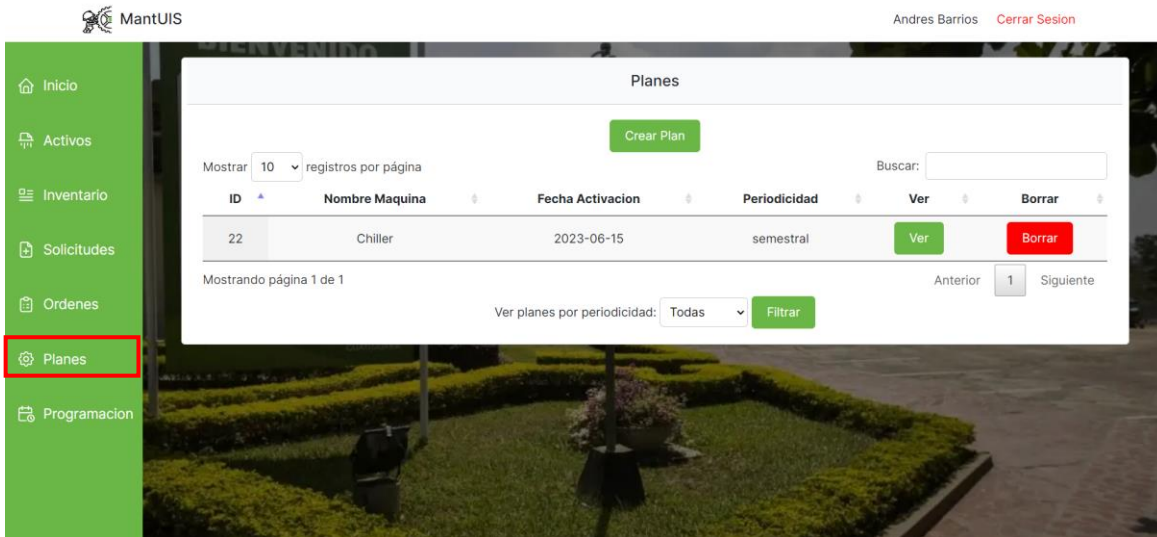 MantUIS
Andres Barrios Cerrar Sesion
BIENVENIDO
Inicio
Activos
Inventario
Solicitudes
Ordenes
Planes
Programacion
Planes
Crear Plan
Mostrar 10 registros por página
Buscar:
ID Nombre Maquina Fecha Activacion Periodicidad Ver Borrar
22 Chiller 2023-06-15 semestral Ver Borrar
Mostrando página 1 de 1
Anterior 1 Siguiente
Ver planes por periodicidad: Todas Filtrar